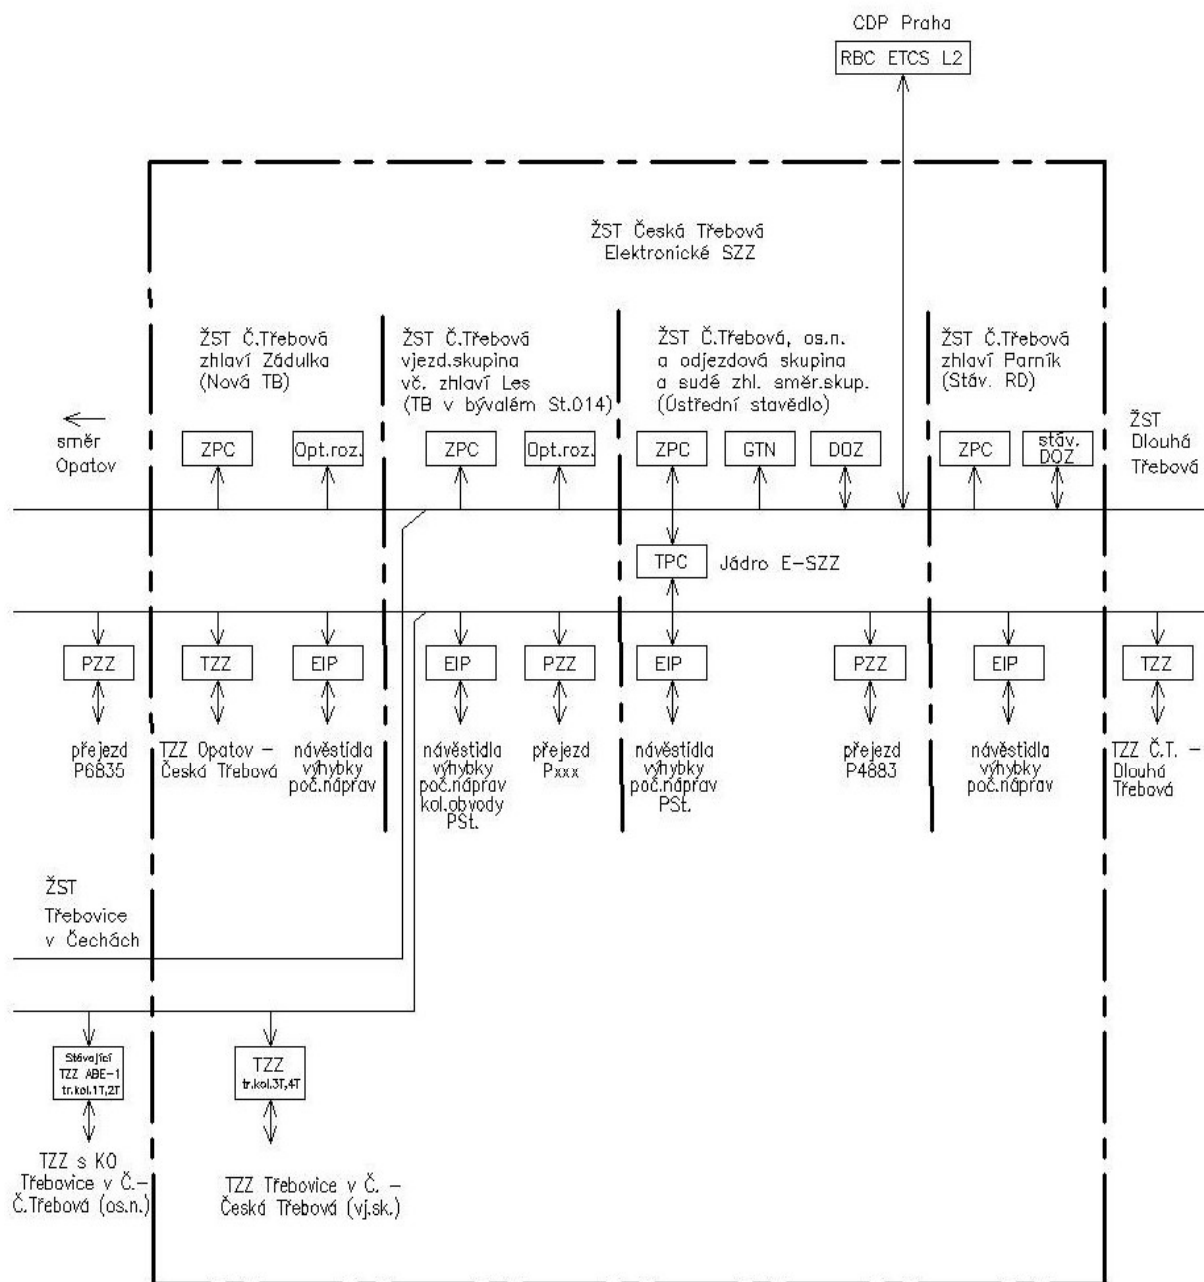 CDP Praha
RBC ETCS L2
ŽST Česká Třebová
Elektronické SZZ
ŽST Č.Třebová
zhlaví Zádulka
(Nová TB)
ŽST Č.Třebová
vjezd.skupina
vč. zhlaví Les
(TB v bývalém St.014)
ŽST Č.Třebová, os.n.
a odjezdová skupina
a sudé zhl. směr.skup.
(Ústřední stavědlo)
ŽST Č.Třebová
zhlaví Parník
(Stáv. RD)
směr
Opatov
ŽST
Dlouhá
Třebová
ZPC
Opt.roz.
ZPC
Opt.roz.
ZPC
GTN
DOZ
ZPC
stáv.
DOZ
TPC
Jádro E-SZZ
PZZ
TZZ
EIP
EIP
PZZ
EIP
PZZ
EIP
TZZ
přejezd
P6835
TZZ Opatov –
Česká Třebová
návěstidla
výhybky
poč.náprav
návěstidla
výhybky
poč.náprav
kol.obvody
PSt.
přejezd
Pxxx
návěstidla
výhybky
poč.náprav
PSt.
přejezd
P4883
návěstidla
výhybky
poč.náprav
TZZ Č.T. –
Dlouhá
Třebová
ŽST
Třebovice
v Čechách
Stávající
TZZ ABE-1
tr.kol.1T,2T
TZZ
tr.kol.3T,4T
TZZ s KO
Třebovice v Č.–
Č.Třebová (os.n.)
TZZ Třebovice v Č. –
Česká Třebová (vj.sk.)